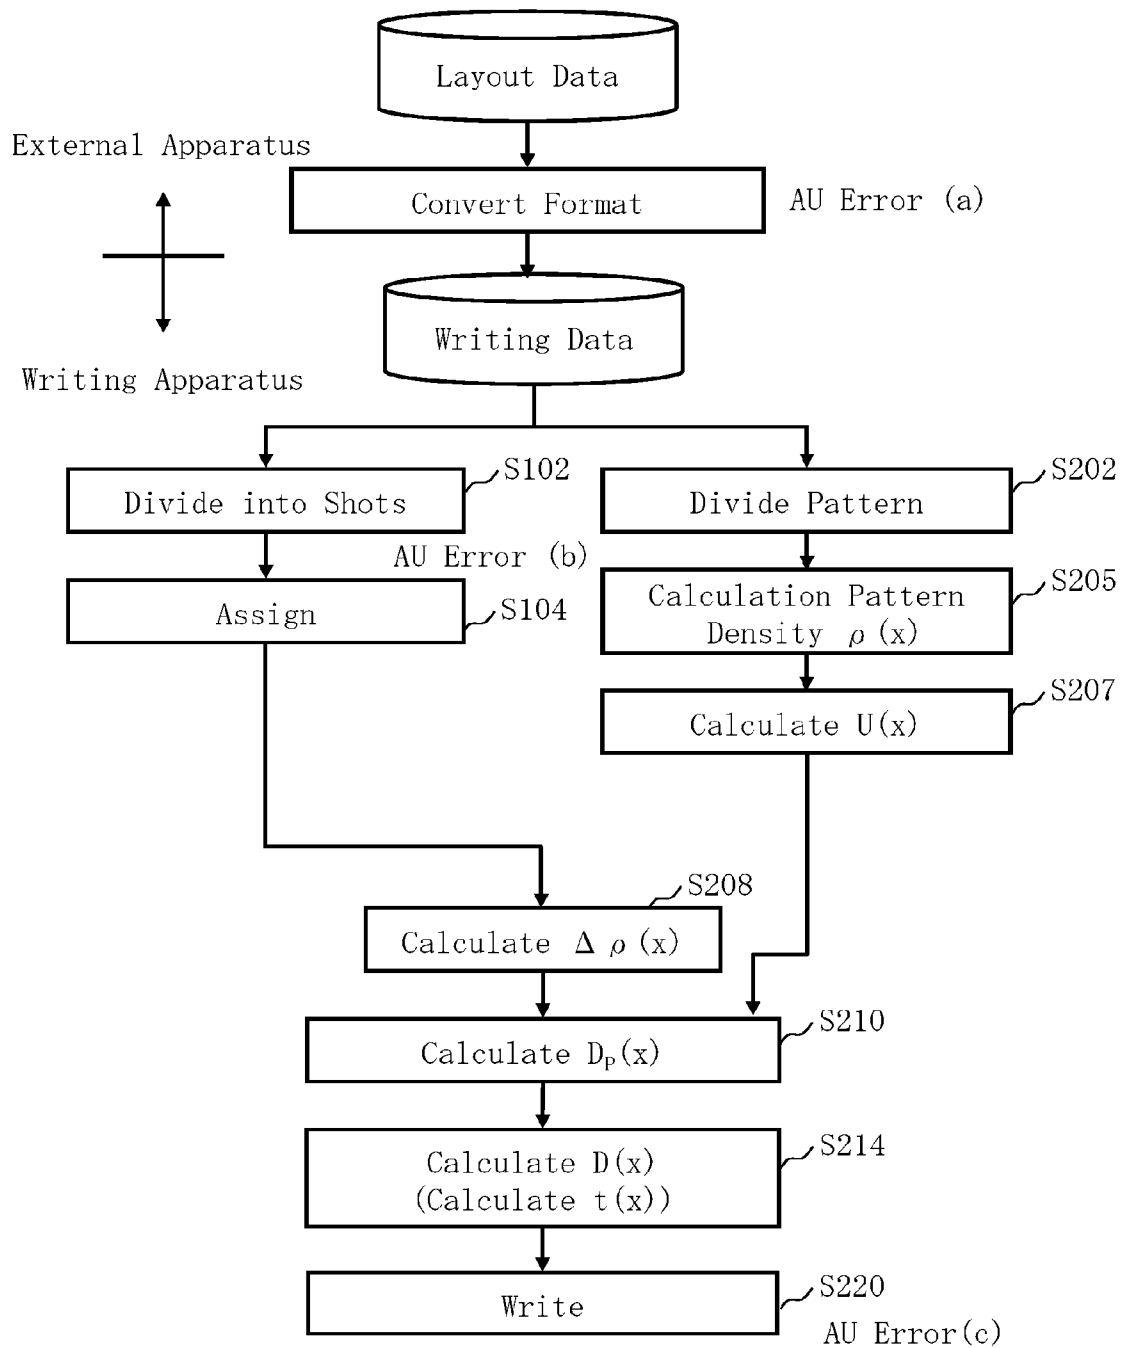 Layout Data
External Apparatus
Convert Format
AU Error (a)
Writing Data
Writing Apparatus
S102
Divide into Shots
S202
Divide Pattern
AU Error (b)
S104
Assign
S205
Calculation Pattern
Density ρ(x)
S207
Calculate U(x)
S208
Calculate Δρ(x)
S210
Calculate Dₚ(x)
S214
Calculate D(x)
(Calculate t(x))
S220
Write
AU Error(c)